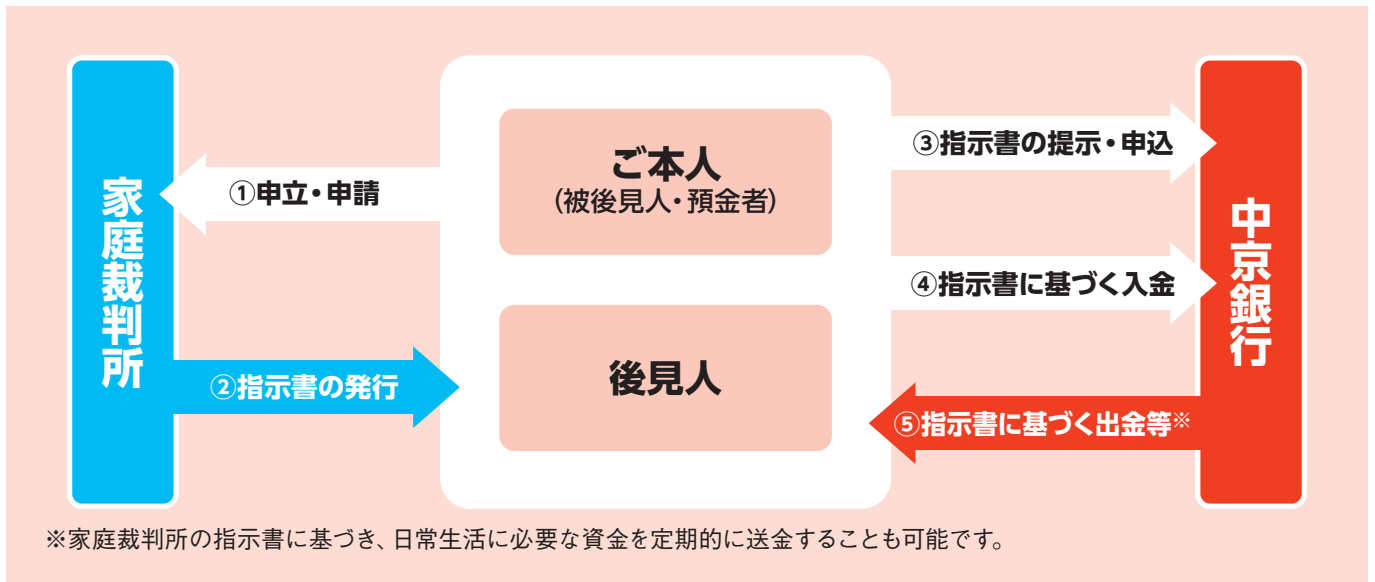 家庭裁判所
①申立・申請
②指示書の発行
ご本人
（被後見人・預金者）
後見人
③指示書の提示・申込
④指示書に基づく入金
⑤指示書に基づく出金等※
中京銀行
※家庭裁判所の指示書に基づき、日常生活に必要な資金を定期的に送金することも可能です。